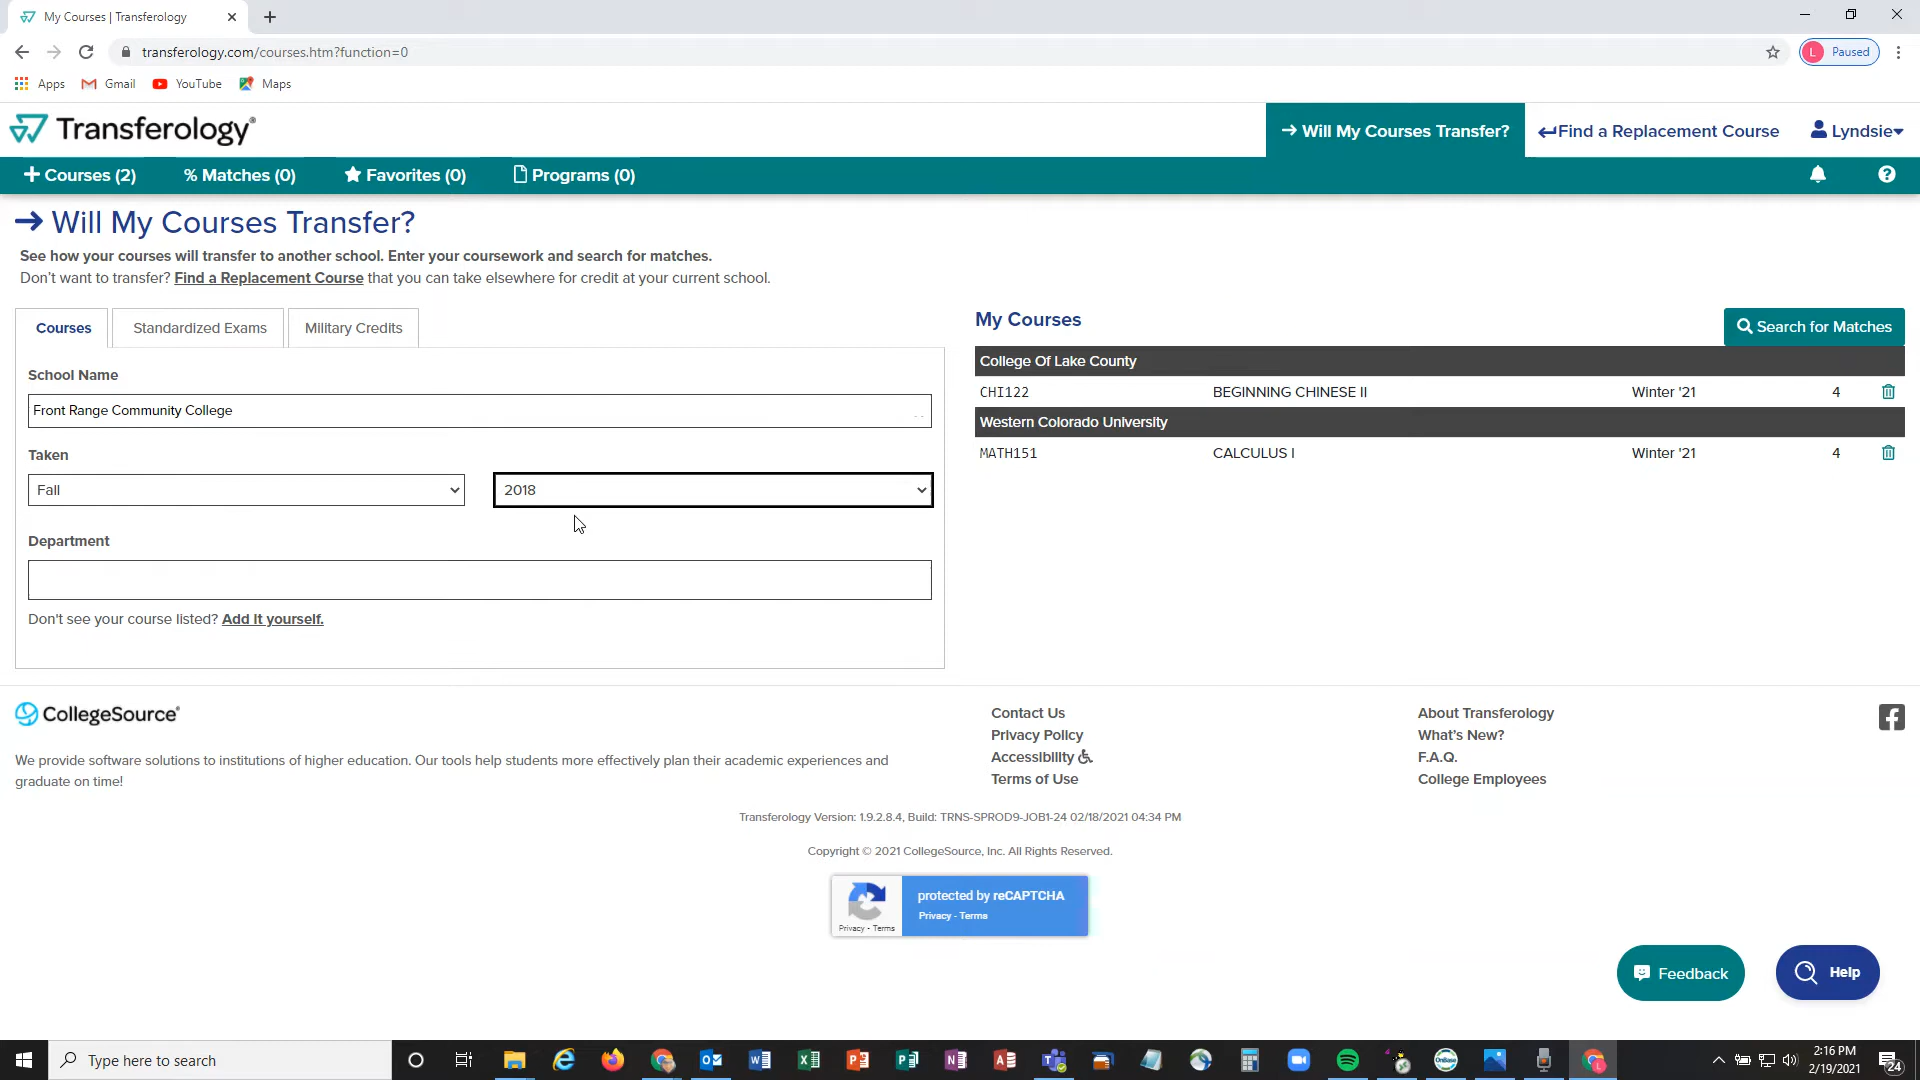 My Courses | Transferology
transferology.com/courses.htm?function=0
L Paused
Apps Gmail YouTube Maps
Transferology®
Will My Courses Transfer? Find a Replacement Course Lyndsie
Courses (2) % Matches (0) Favorites (0) Programs (0)
Will My Courses Transfer?
See how your courses will transfer to another school. Enter your coursework and search for matches.
Don't want to transfer? Find a Replacement Course that you can take elsewhere for credit at your current school.
Courses Standardized Exams Military Credits
School Name
Front Range Community College
Taken
Fall 2018
Department
Don't see your course listed? Add it yourself.
My Courses Search for Matches
College Of Lake County
CHI122 BEGINNING CHINESE II Winter '21 4
Western Colorado University
MATH151 CALCULUS I Winter '21 4
CollegeSource®
We provide software solutions to institutions of higher education. Our tools help students more effectively plan their academic experiences and
graduate on time!
Contact Us
Privacy Policy
Accessibility
Terms of Use
About Transferology
What's New?
F.A.Q.
College Employees
Transferology Version: 1.9.2.8.4, Build: TRNS-SPROD9-JOB1-24 02/18/2021 04:34 PM
Copyright © 2021 CollegeSource, Inc. All Rights Reserved.
protected by reCAPTCHA
Privacy - Terms
Privacy - Terms
Feedback Help
Type here to search
2:16 PM
2/19/2021
24